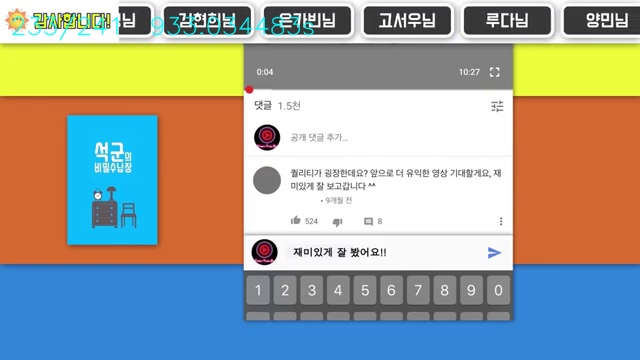 감사합니다!
님
김현희님
고서우님
루다님
양민님
0:04
10:27
댓글 1.5천
공개 댓글 추가...
퀄리티가 굉장한데요? 앞으로 더 유익한 영상 기대할게요, 재
미있게 잘 보고갑니다 ^^
• 9개월 전
524
8
재미있게 잘 봤어요!!
1 2 3 4 5 6 7 8 9 0
석군의
비밀수납장